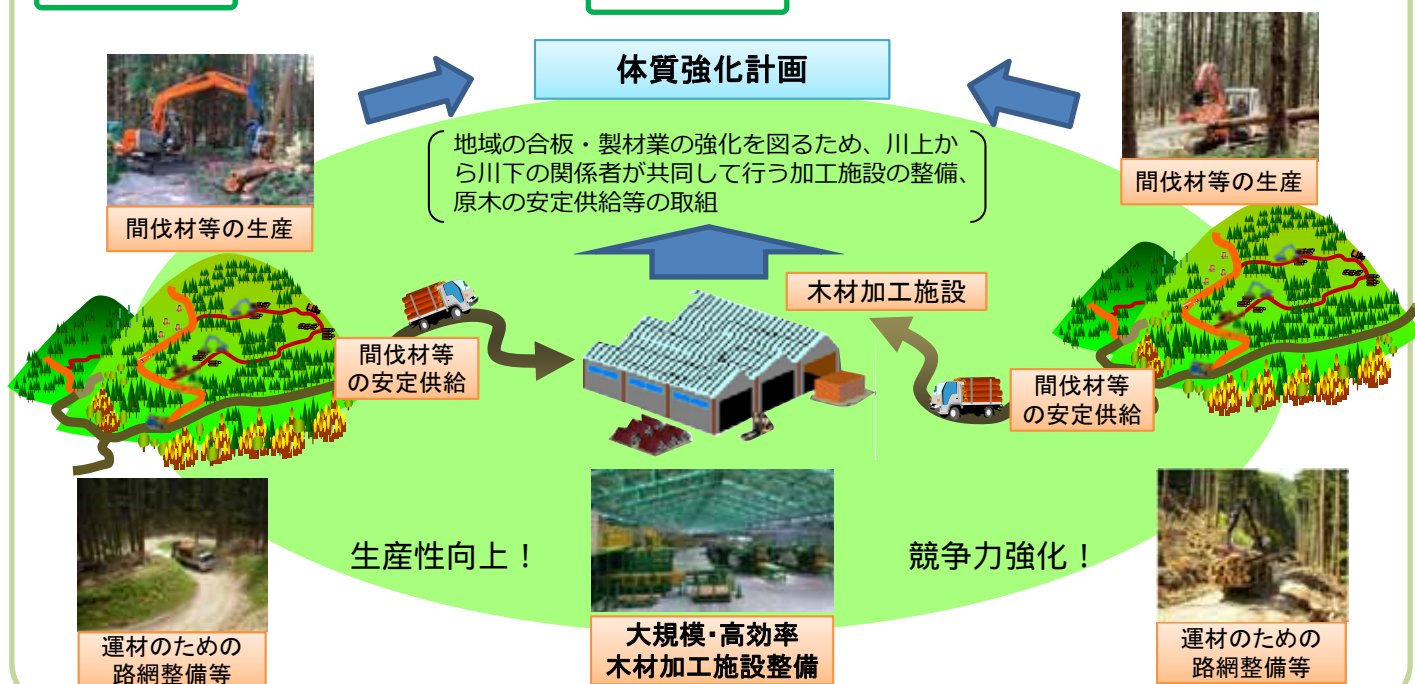 体質強化計画
地域の合板・製材業の強化を図るため、川上か
ら川下の関係者が共同して行う加工施設の整備、
原木の安定供給等の取組
間伐材等の生産
間伐材等の生産
木材加工施設
間伐材等
の安定供給
間伐材等
の安定供給
生産性向上！
競争力強化！
運材のための
路網整備等
大規模・高効率
木材加工施設整備
運材のための
路網整備等